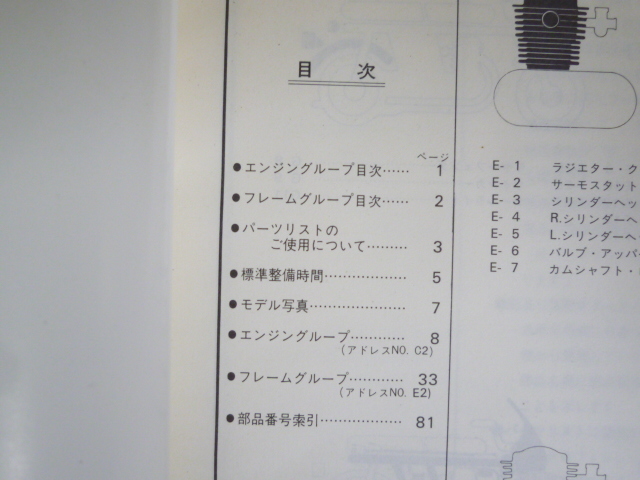 目 次
ページ
●エンジングループ目次…… 1
●フレームグループ目次…… 2
●パーツリストの
ご使用について……… 3
●標準整備時間……………… 5
●モデル写真………………… 7
●エンジングループ………… 8
(アドレスNO. C2)
●フレームグループ………… 33
(アドレスNO. E2)
●部品番号索引……………… 81
E- 1 ラジエター・ク
E- 2 サーモスタット
E- 3 シリンダーヘッ
E- 4 R.シリンダーヘ
E- 5 L.シリンダーヘ
E- 6 バルブ・アッパ
E- 7 カムシャフト・